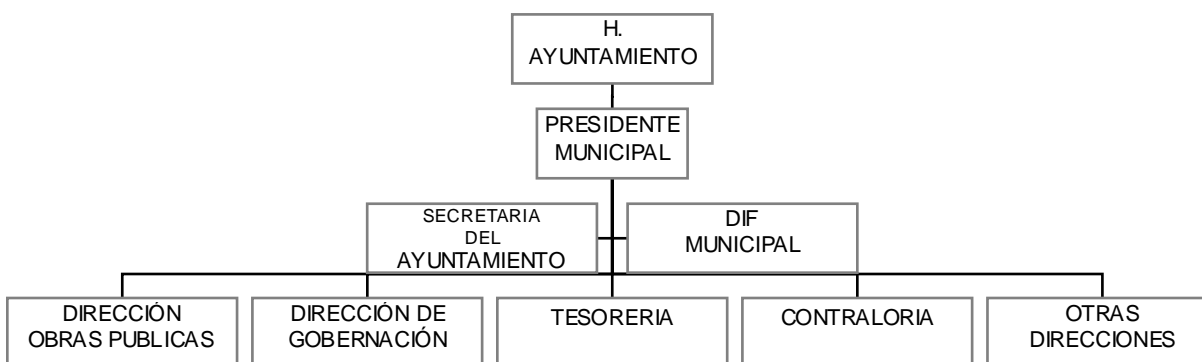 H.
AYUNTAMIENTO
PRESIDENTE
MUNICIPAL
SECRETARIA
DEL
AYUNTAMIENTO
DIF
MUNICIPAL
DIRECCIÓN
OBRAS PUBLICAS
DIRECCIÓN DE
GOBERNACIÓN
TESORERIA
CONTRALORIA
OTRAS
DIRECCIONES